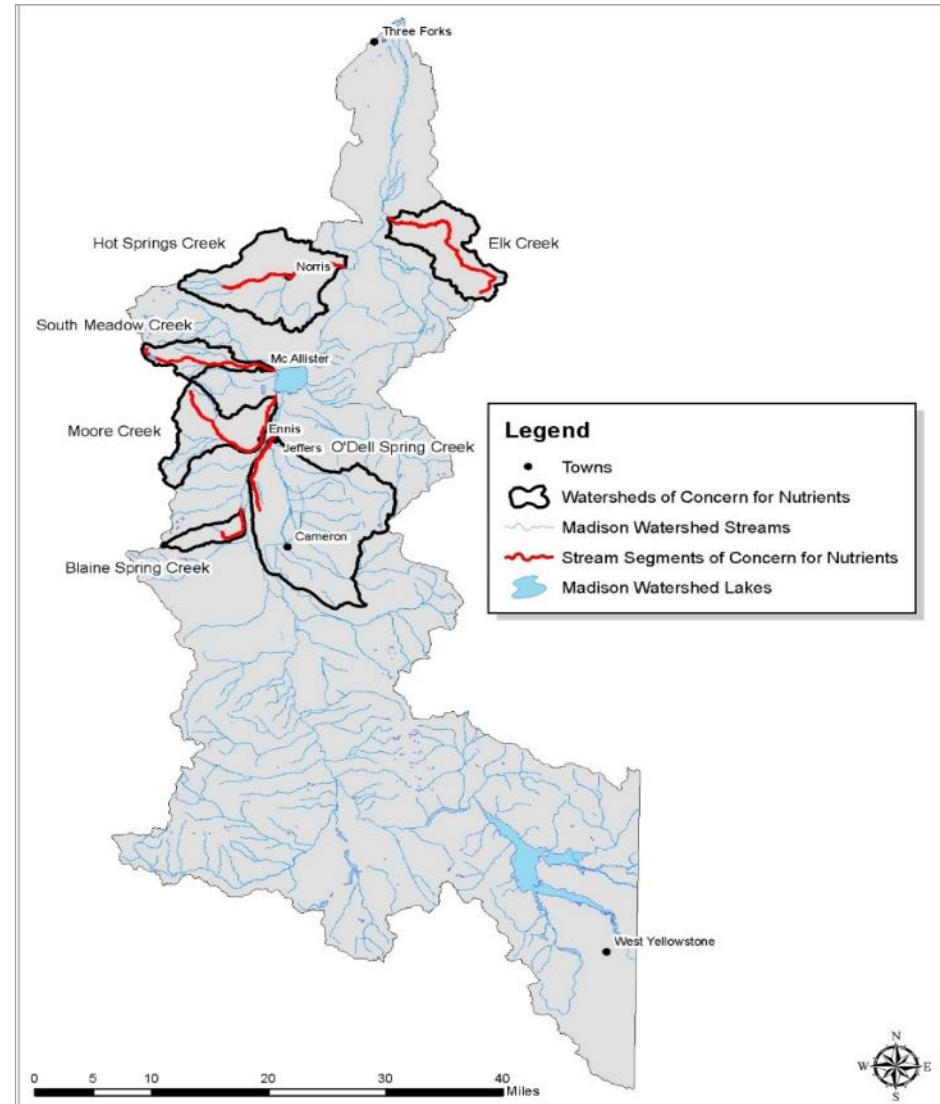 Three Forks
Hot Springs Creek
Elk Creek
Norris
South Meadow Creek
Mc Allister
Moore Creek
Ennis
Jeffers
O'Dell Spring Creek
Cameron
Blaine Spring Creek
Legend
Towns
Watersheds of Concern for Nutrients
Madison Watershed Streams
Stream Segments of Concern for Nutrients
Madison Watershed Lakes
West Yellowstone
0 5 10 20 30 40
Miles
N
W E
S